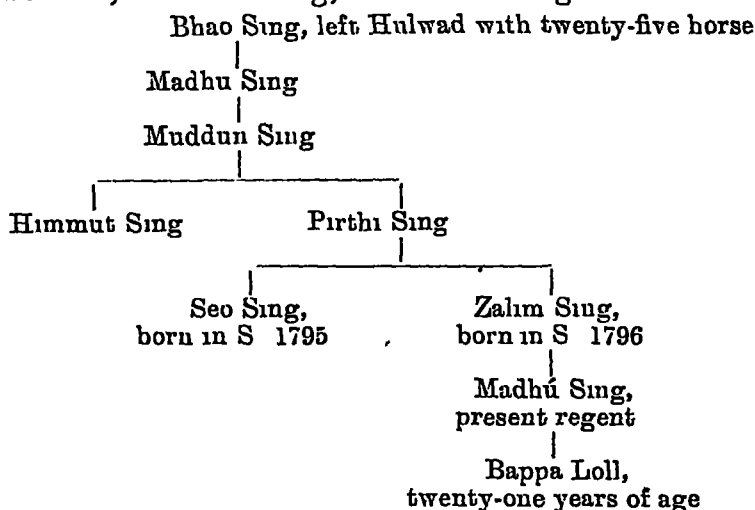 Bhao Sing, left Hulwad with twenty-five horse
Madhu Sing
Muddun Sing
Himmut Sing Pirthi Sing
Seo Sing, Zalim Sing,
born in S 1795 born in S 1796
Madhú Sing,
present regent
Bappa Loll,
twenty-one years of age